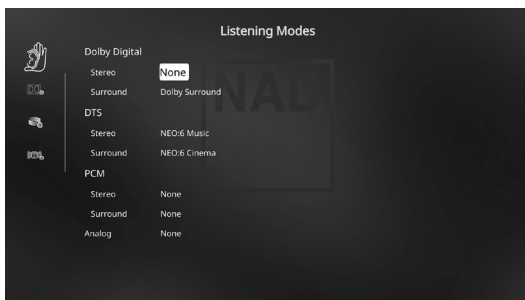 Listening Modes
Dolby Digital
Stereo None
Surround Dolby Surround
DTS
Stereo NEO:6 Music
Surround NEO:6 Cinema
PCM
Stereo None
Surround None
Analog None
NAD